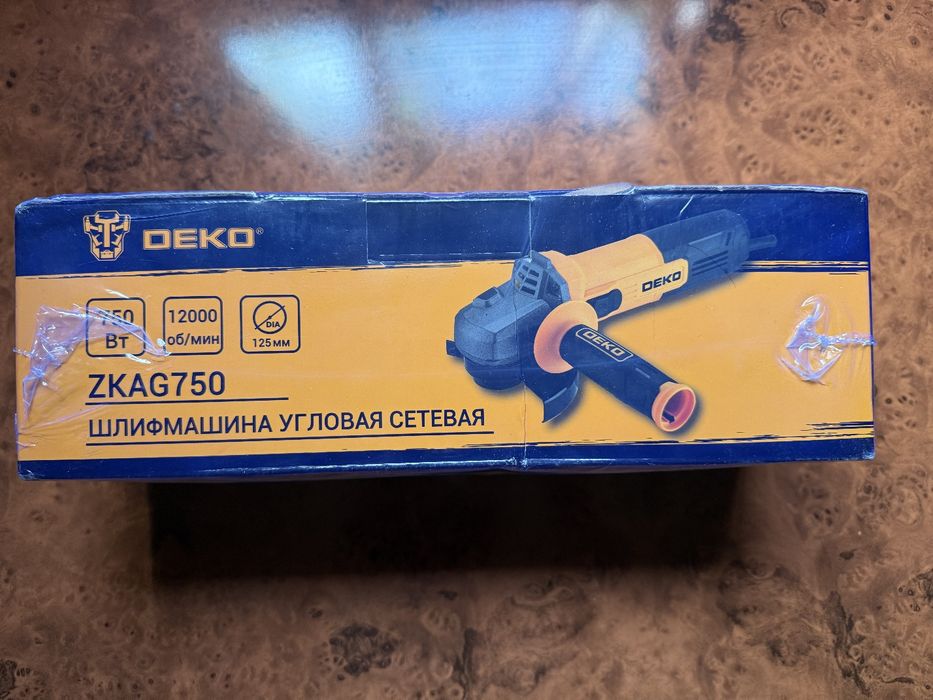 DEKO®
750
Вт
12000
об/мин
DIA
125 мм
ZKAG750
ШЛИФМАШИНА УГЛОВАЯ СЕТЕВАЯ
DEKO
DEKO